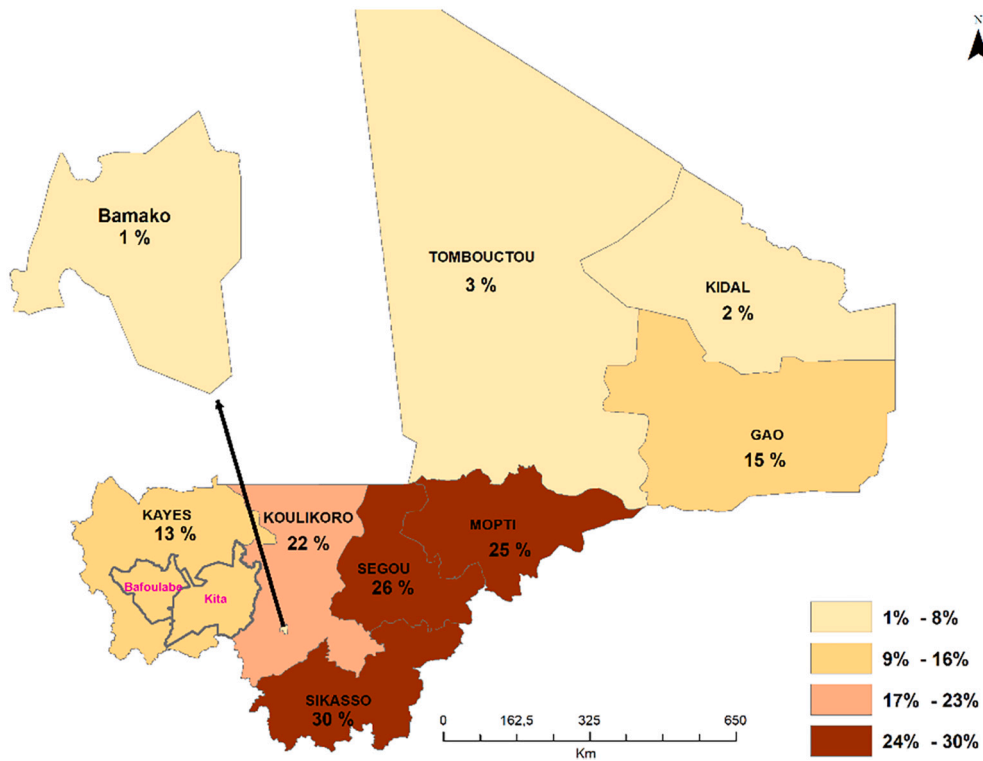 N
Bamako
1 %
TOMBOUCTOU
3 %
KIDAL
2 %
GAO
15 %
KAYES
13 %
KOULIKORO
22 %
MOPTI
25 %
SEGOU
26 %
Bafoulabe
Kita
SIKASSO
30 %
0 162,5 325 650
Km
1% - 8%
9% - 16%
17% - 23%
24% - 30%